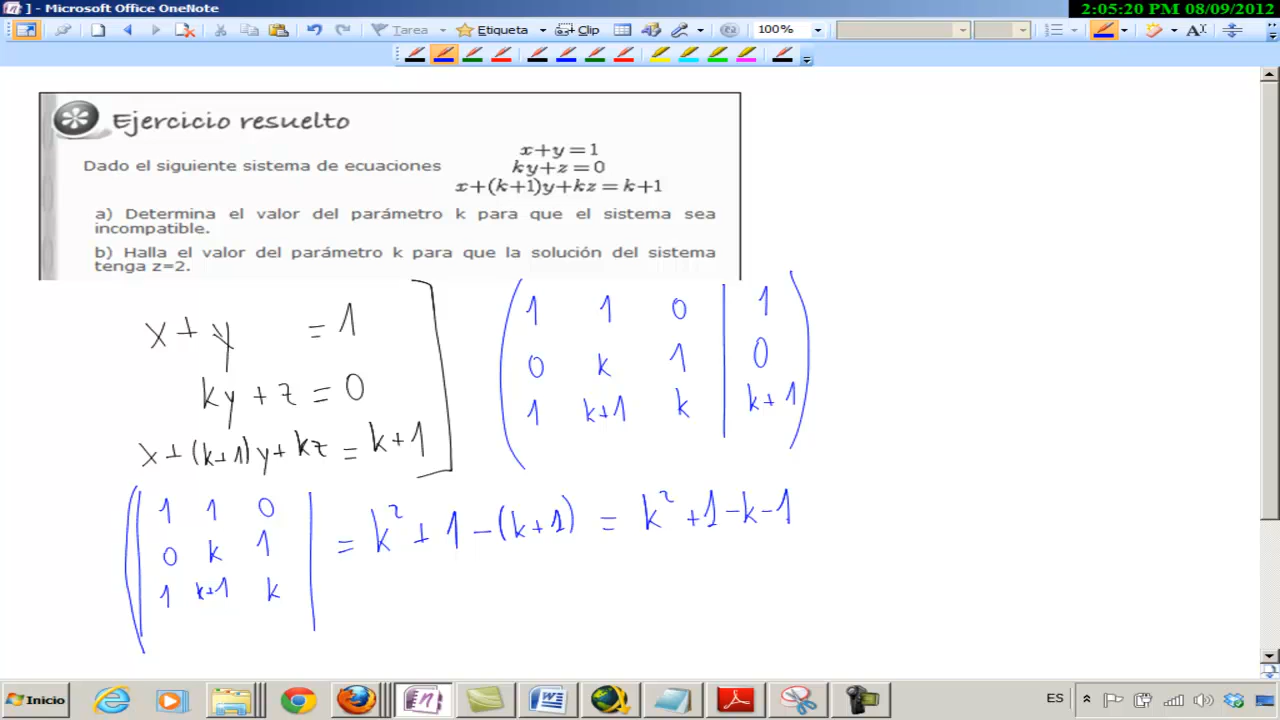 ] - Microsoft Office OneNote
2:05:20 PM 08/09/2012
Tarea Etiqueta Clip 100%
Ejercicio resuelto
Dado el siguiente sistema de ecuaciones
x+y=1
ky+z=0
x+(k+1)y+kz=k+1
a) Determina el valor del parámetro k para que el sistema sea
incompatible.
b) Halla el valor del parámetro k para que la solución del sistema
tenga z=2.
x+y = 1
ky+z = 0
x+(k+1)y+kz = k+1
1 1 0 | 1
0 k 1 | 0
1 k+1 k | k+1
1 1 0
0 k 1
1 k+1 k
= k² + 1 - (k+1) = k² + 1 - k - 1
Inicio
ES